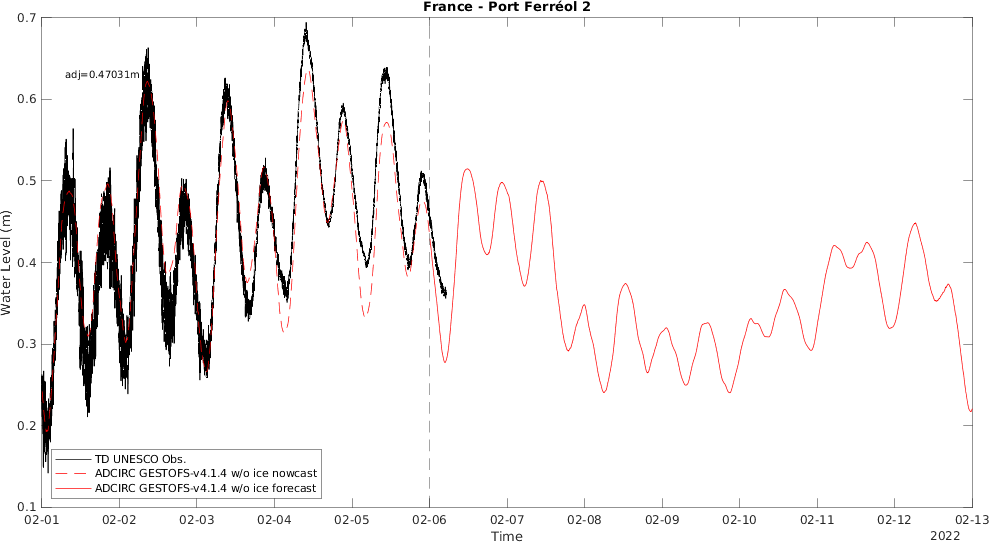 France - Port Ferréol 2
adj=0.47031m
Water Level (m)
0.7
0.6
0.5
0.4
0.3
0.2
0.1
TD UNESCO Obs.
ADCIRC GESTOFS-v4.1.4 w/o ice nowcast
ADCIRC GESTOFS-v4.1.4 w/o ice forecast
02-01 02-02 02-03 02-04 02-05 02-06 02-07 02-08 02-09 02-10 02-11 02-12 02-13
Time
2022